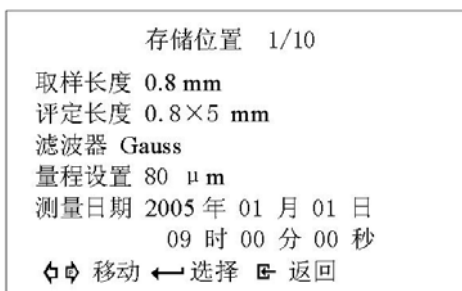 存储位置 1/10
取样长度 0.8 mm
评定长度 0.8×5 mm
滤波器 Gauss
量程设置 80 μm
测量日期 2005 年 01 月 01 日
09 时 00 分 00 秒
移动 选择 返回